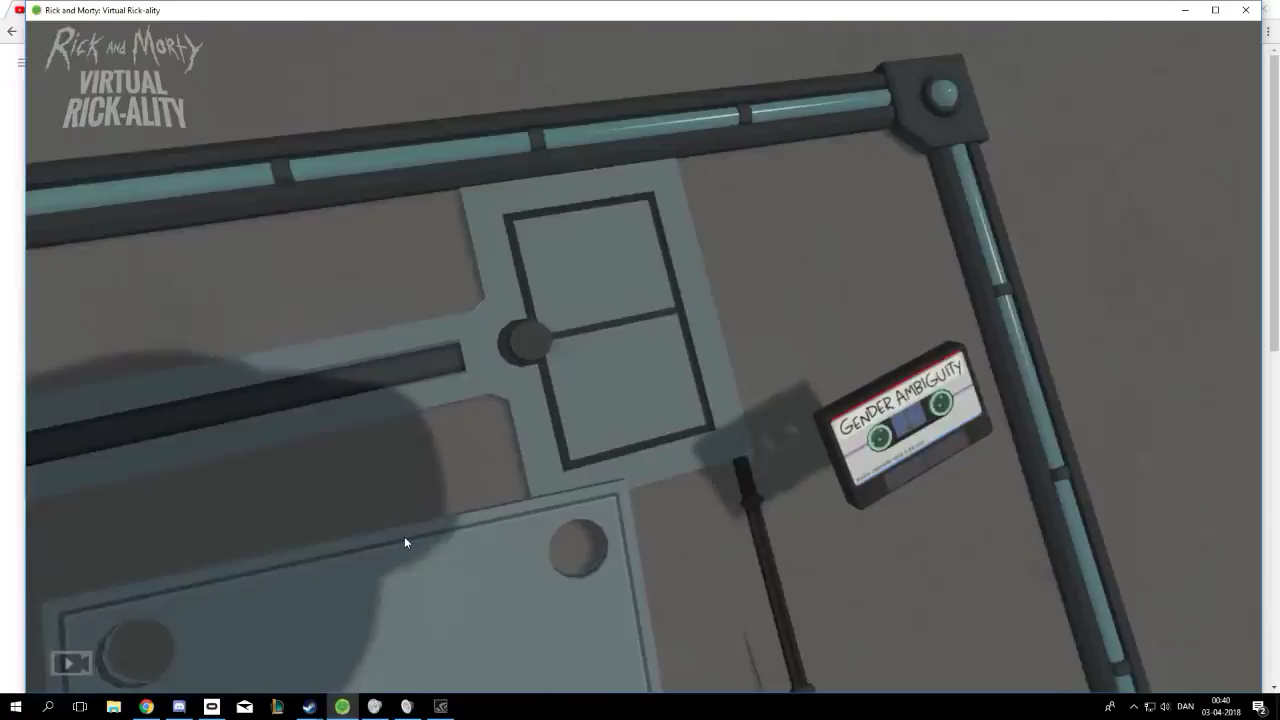 Rick and Morty: Virtual Rick-ality
RICK AND MORTY
VIRTUAL
RICK-ALITY
GENDER AMBIGUITY
DAN
00:40
03-04-2018
2